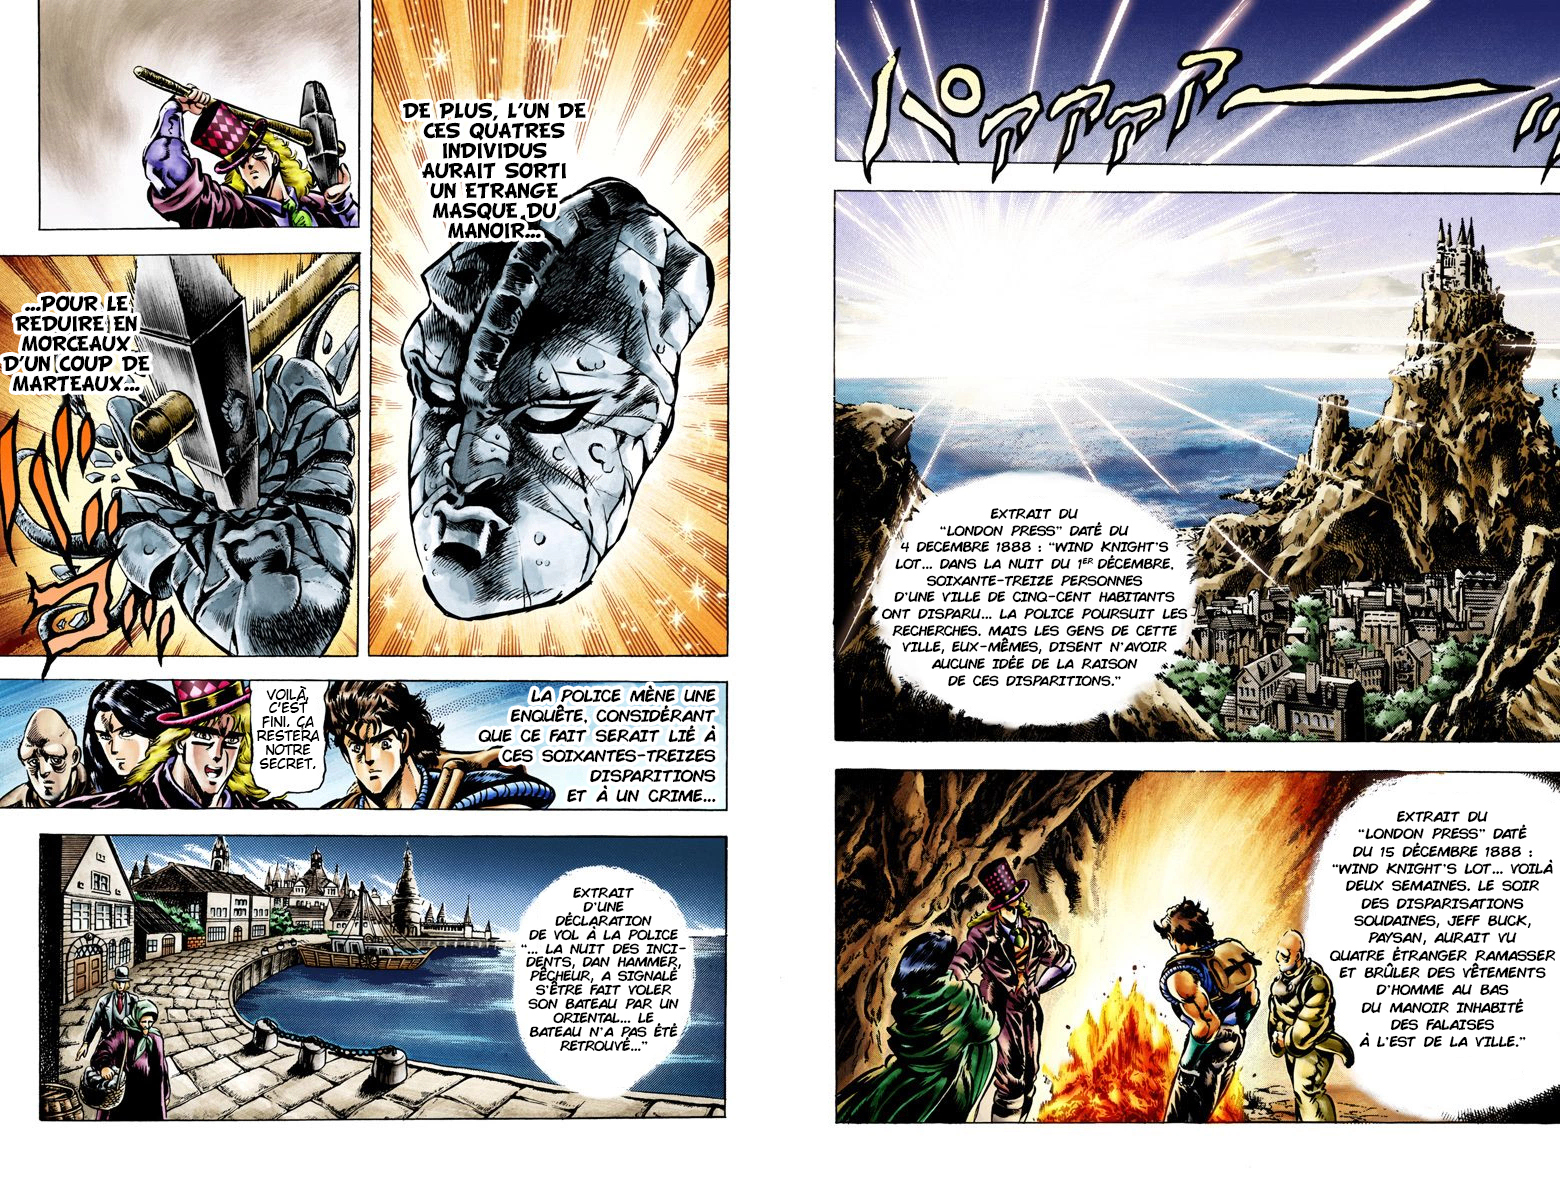 パァァァァーッ
EXTRAIT DU
"LONDON PRESS" DATÉ DU
4 DECEMBRE 1888 : "WIND KNIGHT'S
LOT... DANS LA NUIT DU 1ER DÉCEMBRE,
SOIXANTE-TREIZE PERSONNES
D'UNE VILLE DE CINQ-CENT HABITANTS
ONT DISPARU... LA POLICE POURSUIT LES
RECHERCHES. MAIS LES GENS DE CETTE
VILLE, EUX-MÊMES, DISENT N'AVOIR
AUCUNE IDÉE DE LA RAISON
DE CES DISPARITIONS."
EXTRAIT DU
"LONDON PRESS" DATÉ
DU 15 DÉCEMBRE 1888 :
"WIND KNIGHT'S LOT... VOILÀ
DEUX SEMAINES. LE SOIR
DES DISPARISATIONS
SOUDAINES, JEFF BUCK,
PAYSAN, AURAIT VU
QUATRE ÉTRANGER RAMASSER
ET BRÛLER DES VÊTEMENTS
D'HOMME AU BAS
DU MANOIR INHABITÉ
DES FALAISES
À L'EST DE LA VILLE."
DE PLUS, L'UN DE
CES QUATRES
INDIVIDUS
AURAIT SORTI
UN ETRANGE
MASQUE DU
MANOIR...
...POUR LE
REDUIRE EN
MORCEAUX
D'UN COUP DE
MARTEAUX...
LA POLICE MÈNE UNE
ENQUÊTE, CONSIDÉRANT
QUE CE FAIT SERAIT LIÉ À
CES SOIXANTES-TREIZES
DISPARITIONS
ET À UN CRIME...
VOILÀ,
C'EST
FINI. ÇA
RESTERA
NOTRE
SECRET.
EXTRAIT
D'UNE
DÉCLARATION
DE VOL À LA POLICE
"... LA NUIT DES INCI-
DENTS, DAN HAMMER,
PÊCHEUR, A SIGNALÉ
S'ÊTRE FAIT VOLER
SON BATEAU PAR UN
ORIENTAL... LE
BATEAU N'A PAS ÉTÉ
RETROUVÉ..."